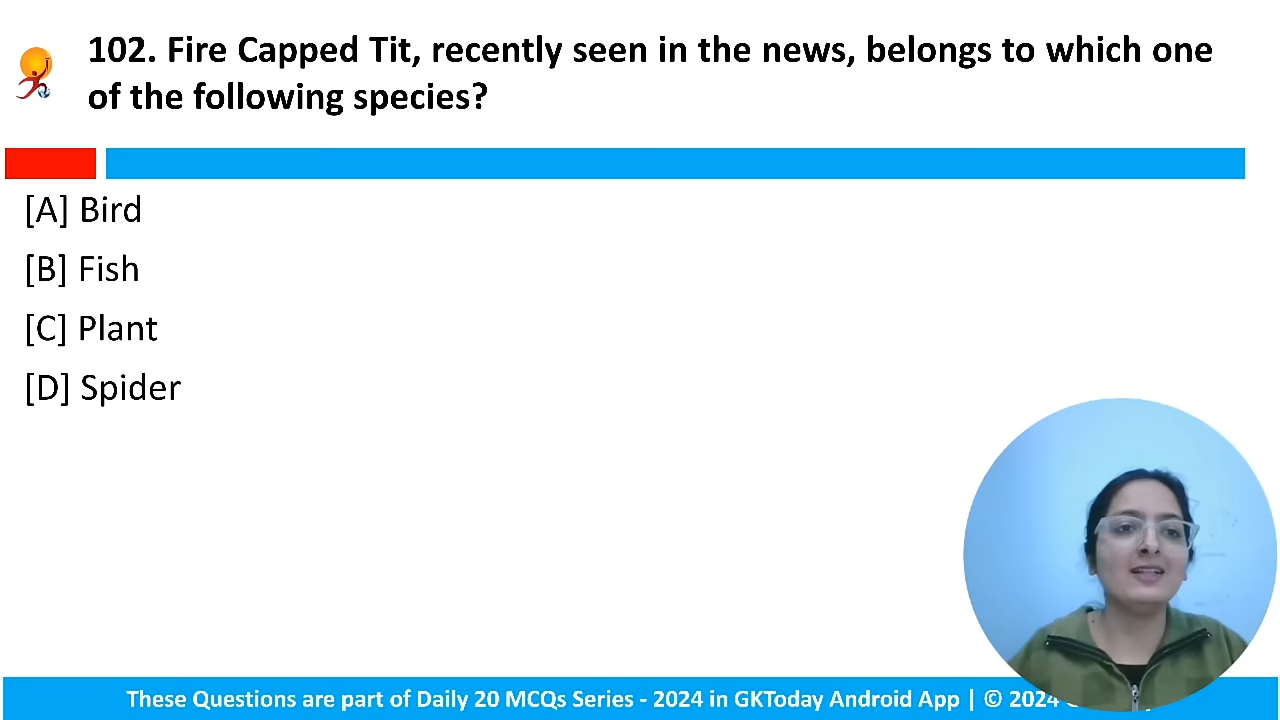 102. Fire Capped Tit, recently seen in the news, belongs to which one
of the following species?
[A] Bird
[B] Fish
[C] Plant
[D] Spider
These Questions are part of Daily 20 MCQs Series - 2024 in GKToday Android App | © 2024